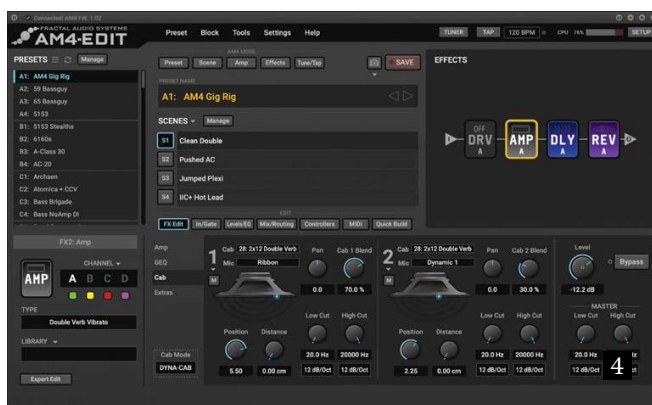 Connected! AM4 FW: 1.02
FRACTAL AUDIO SYSTEMS
AM4-EDIT
Preset Block Tools Settings Help
TUNER TAP 120 BPM CPU 76% SETUP
PRESETS Manage
A1: AM4 Gig Rig
A2: 59 Bassguy
A3: 65 Bassguy
A4: 5153
B1: 5153 Stealths
B2: 6160s
B3: A-Class 30
B4: AC-20
C1: Archaen
C2: Atomica + CCV
C3: Bass Brigade
C4: Bass NoAmp DI
AM4 MODE
Preset Scene Amp Effects Tune/Tap SAVE
PRESET NAME
A1: AM4 Gig Rig
SCENES Manage
S1 Clean Double
S2 Pushed AC
S3 Jumped Plexi
S4 IIC+ Hot Lead
EDIT
FX Edit In/Gate Levels/EQ Mix/Routing Controllers MIDI Quick Build
EFFECTS
OFF
DRV AMP DLY REV
A A A A
FX2: Amp
CHANNEL
AMP A B C D
TYPE
Double Verb Vibrato
LIBRARY
Expert Edit
Amp
GEQ
Cab
Extras
Cab Mode
DYNA-CAB
1 Cab 28: 2x12 Double Verb Pan Cab 1 Blend
Mic Ribbon
M
0.0 70.0 %
Low Cut High Cut
Position Distance
20.0 Hz 20000 Hz
5.50 0.00 cm 12 dB/Oct 12 dB/Oct
2 Cab 28: 2x12 Double Verb Pan Cab 2 Blend
Mic Dynamic 1
M
0.0 30.0 %
Low Cut High Cut
Position Distance
20.0 Hz 20000 Hz
2.25 0.00 cm 12 dB/Oct 12 dB/Oct
Level
Bypass
-12.2 dB
MASTER
Low Cut High Cut
20.0 Hz
12 dB/Oct 12 dB/Oct
4